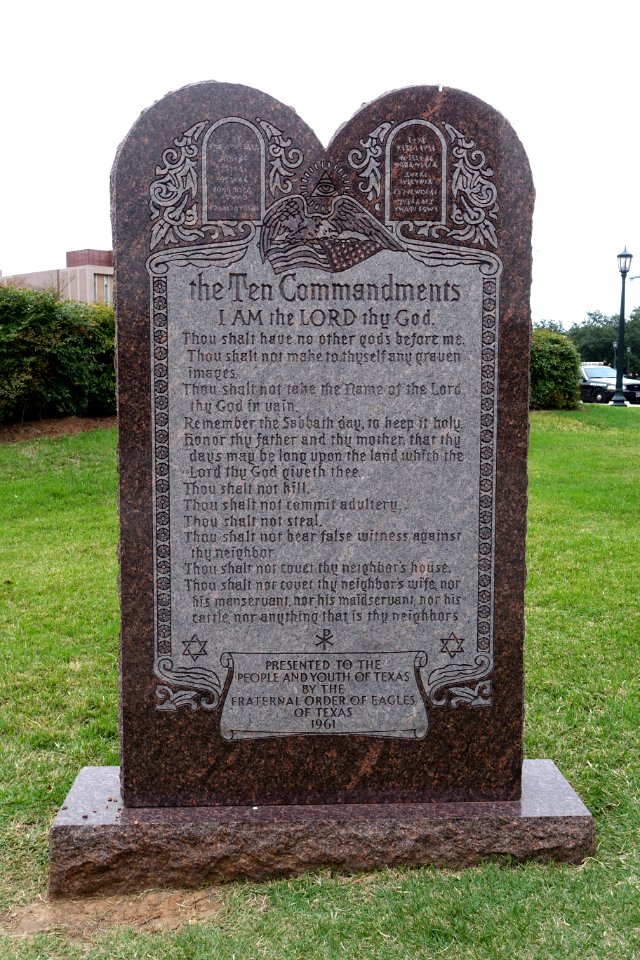 the Ten Commandments
I AM the LORD thy God.
Thou shalt have no other gods before me.
Thou shalt not make to thyself any graven
images.
Thou shalt not take the Name of the Lord
thy God in vain.
Remember the Sabbath day, to keep it holy.
Honor thy father and thy mother, that thy
days may be long upon the land which the
Lord thy God giveth thee.
Thou shalt not kill.
Thou shalt not commit adultery.
Thou shalt not steal.
Thou shalt not bear false witness against
thy neighbor.
Thou shalt not covet thy neighbor's house.
Thou shalt not covet thy neighbor's wife, nor
his manservant, nor his maidservant, nor his
cattle, nor anything that is thy neighbors
PRESENTED TO THE
PEOPLE AND YOUTH OF TEXAS
BY THE
FRATERNAL ORDER OF EAGLES
OF TEXAS
1961